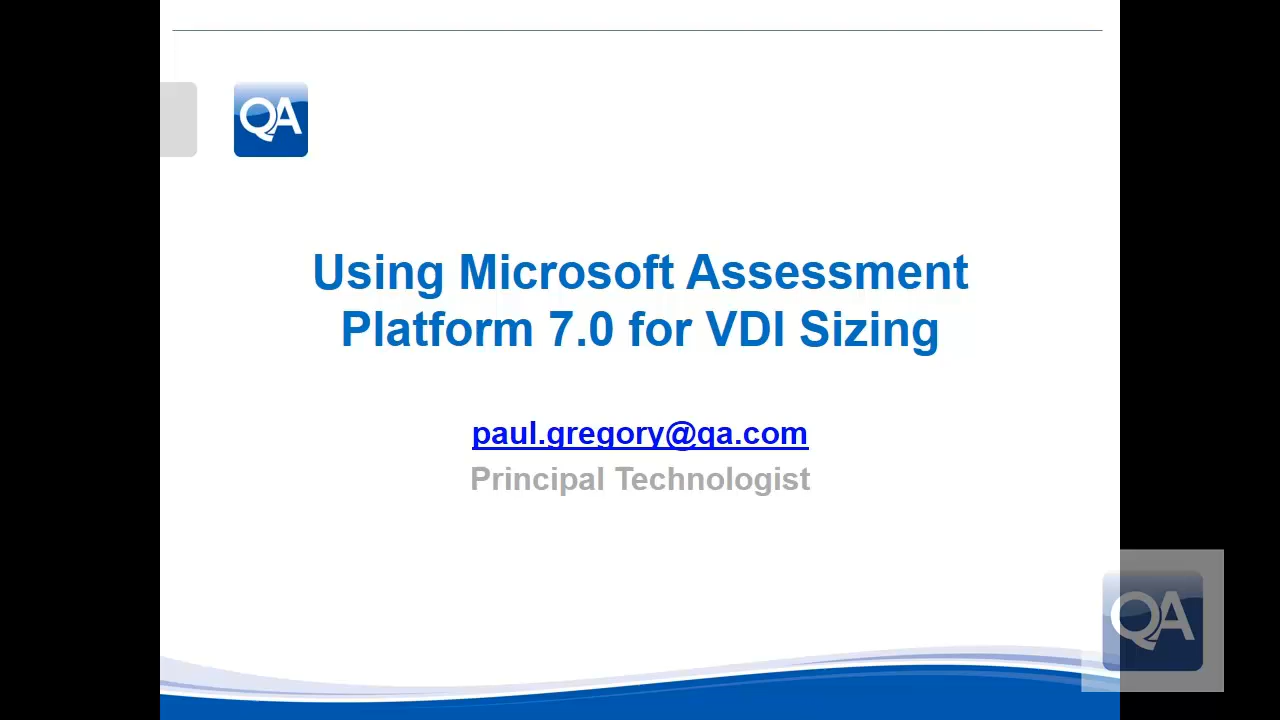 QA
Using Microsoft Assessment
Platform 7.0 for VDI Sizing
paul.gregory@qa.com
Principal Technologist
QA